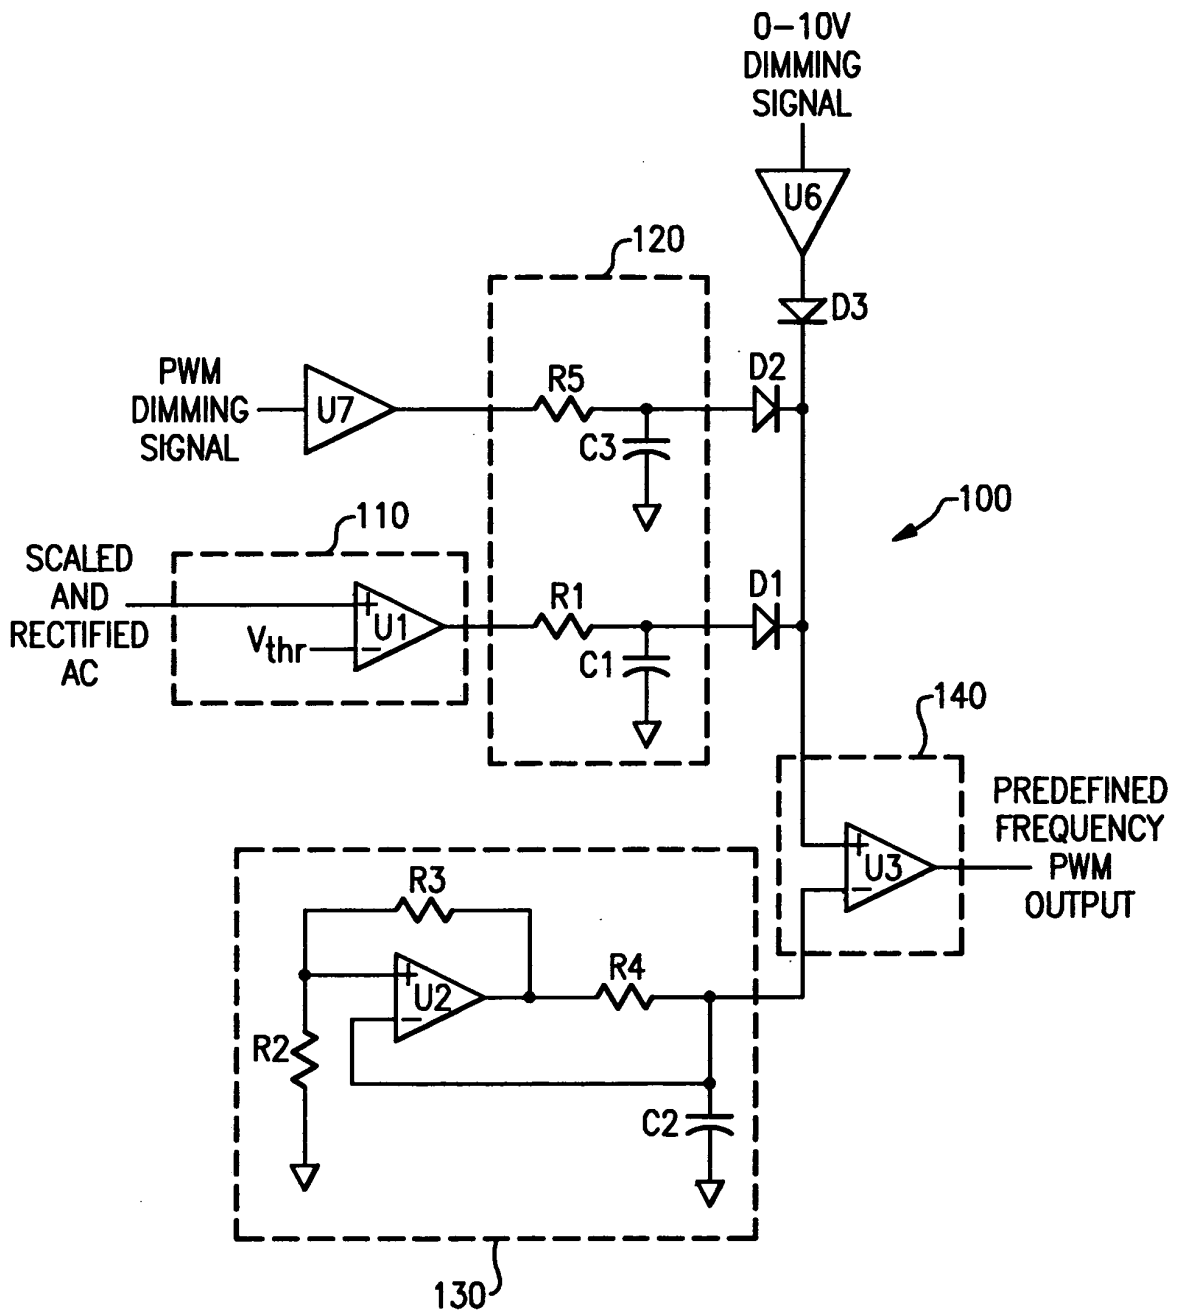 0-10V
DIMMING
SIGNAL
U6
D3
120
PWM
DIMMING
SIGNAL
U7
R5
C3
D2
100
110
SCALED
AND
RECTIFIED
AC
Vthr
+
U1
-
R1
C1
D1
140
+
U3
-
PREDEFINED
FREQUENCY
PWM
OUTPUT
R3
+
U2
-
R4
R2
C2
130